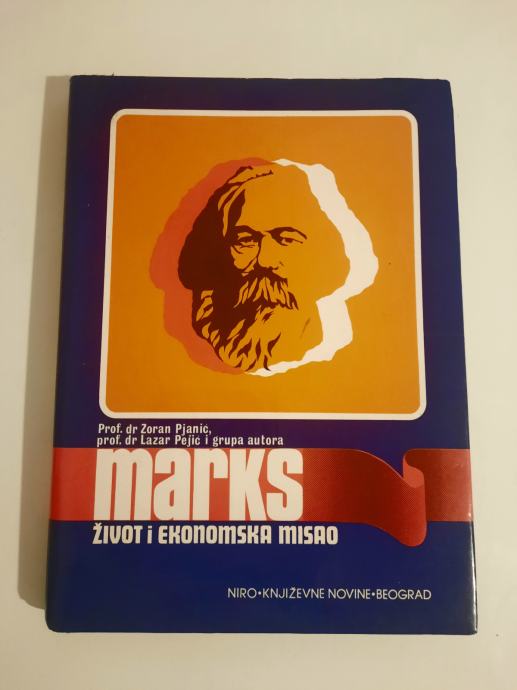 Prof. dr Zoran Pjanić,
prof. dr Lazar Pejić i grupa autora
marks
ŽIVOT i EKONOMSKA MISAO
NIRO•KNJIŽEVNE NOVINE•BEOGRAD